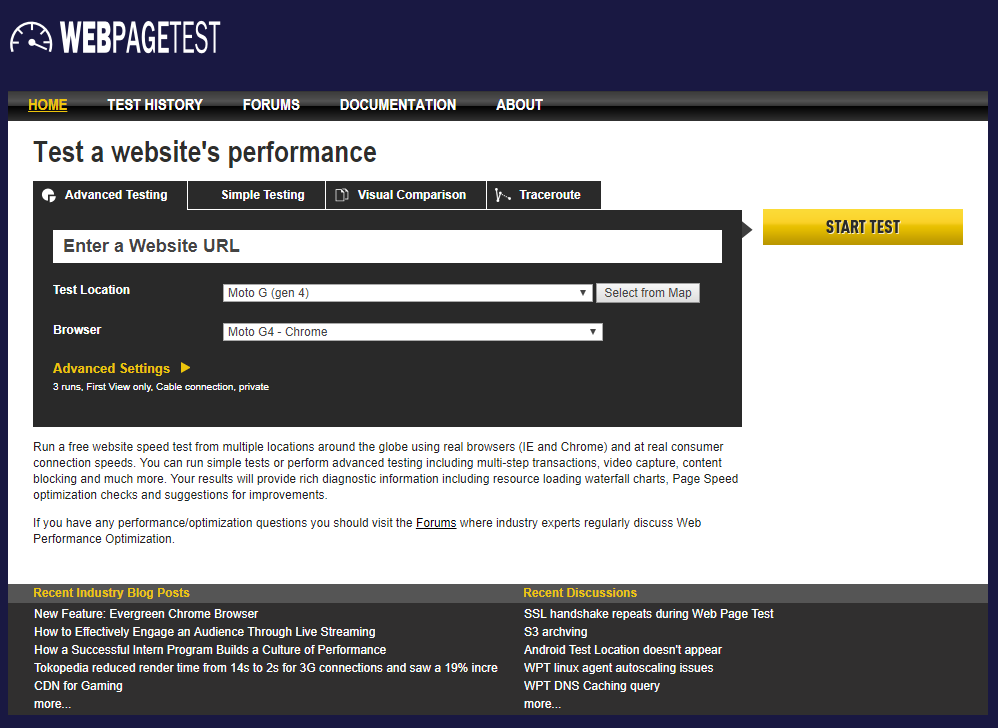 WEBPAGETEST
HOME TEST HISTORY FORUMS DOCUMENTATION ABOUT
Test a website's performance
Advanced Testing Simple Testing Visual Comparison Traceroute
START TEST
Enter a Website URL
Test Location Moto G (gen 4) Select from Map
Browser Moto G4 - Chrome
Advanced Settings
3 runs, First View only, Cable connection, private
Run a free website speed test from multiple locations around the globe using real browsers (IE and Chrome) and at real consumer
connection speeds. You can run simple tests or perform advanced testing including multi-step transactions, video capture, content
blocking and much more. Your results will provide rich diagnostic information including resource loading waterfall charts, Page Speed
optimization checks and suggestions for improvements.
If you have any performance/optimization questions you should visit the Forums where industry experts regularly discuss Web
Performance Optimization.
Recent Industry Blog Posts
New Feature: Evergreen Chrome Browser
How to Effectively Engage an Audience Through Live Streaming
How a Successful Intern Program Builds a Culture of Performance
Tokopedia reduced render time from 14s to 2s for 3G connections and saw a 19% incre
CDN for Gaming
more...
Recent Discussions
SSL handshake repeats during Web Page Test
S3 archving
Android Test Location doesn't appear
WPT linux agent autoscaling issues
WPT DNS Caching query
more...